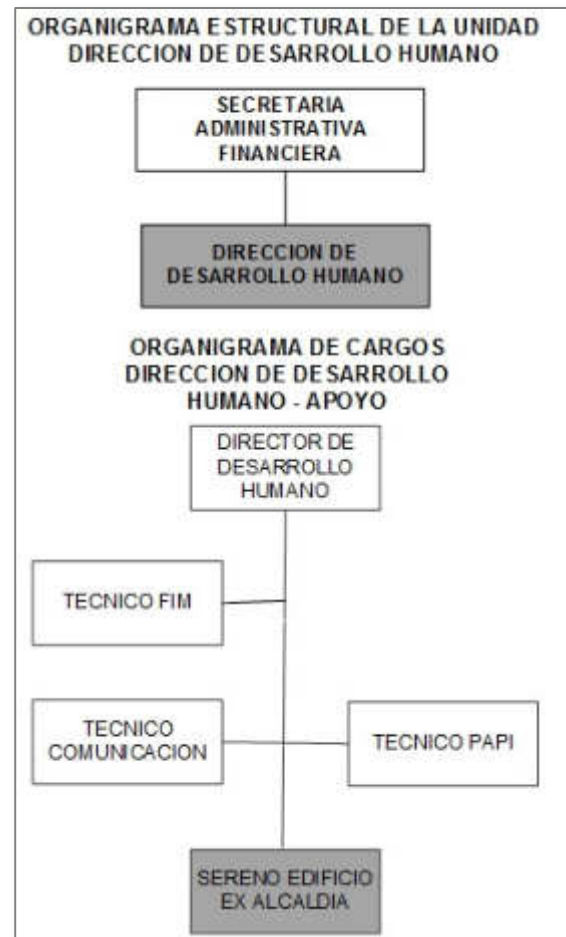 ORGANIGRAMA ESTRUCTURAL DE LA UNIDAD
DIRECCION DE DESARROLLO HUMANO
SECRETARIA
ADMINISTRATIVA
FINANCIERA
DIRECCION DE
DESARROLLO HUMANO
ORGANIGRAMA DE CARGOS
DIRECCION DE DESARROLLO
HUMANO - APOYO
DIRECTOR DE
DESARROLLO
HUMANO
TECNICO FIM
TECNICO
COMUNICACION
TECNICO PAPI
SERENO EDIFICIO
EX ALCALDIA